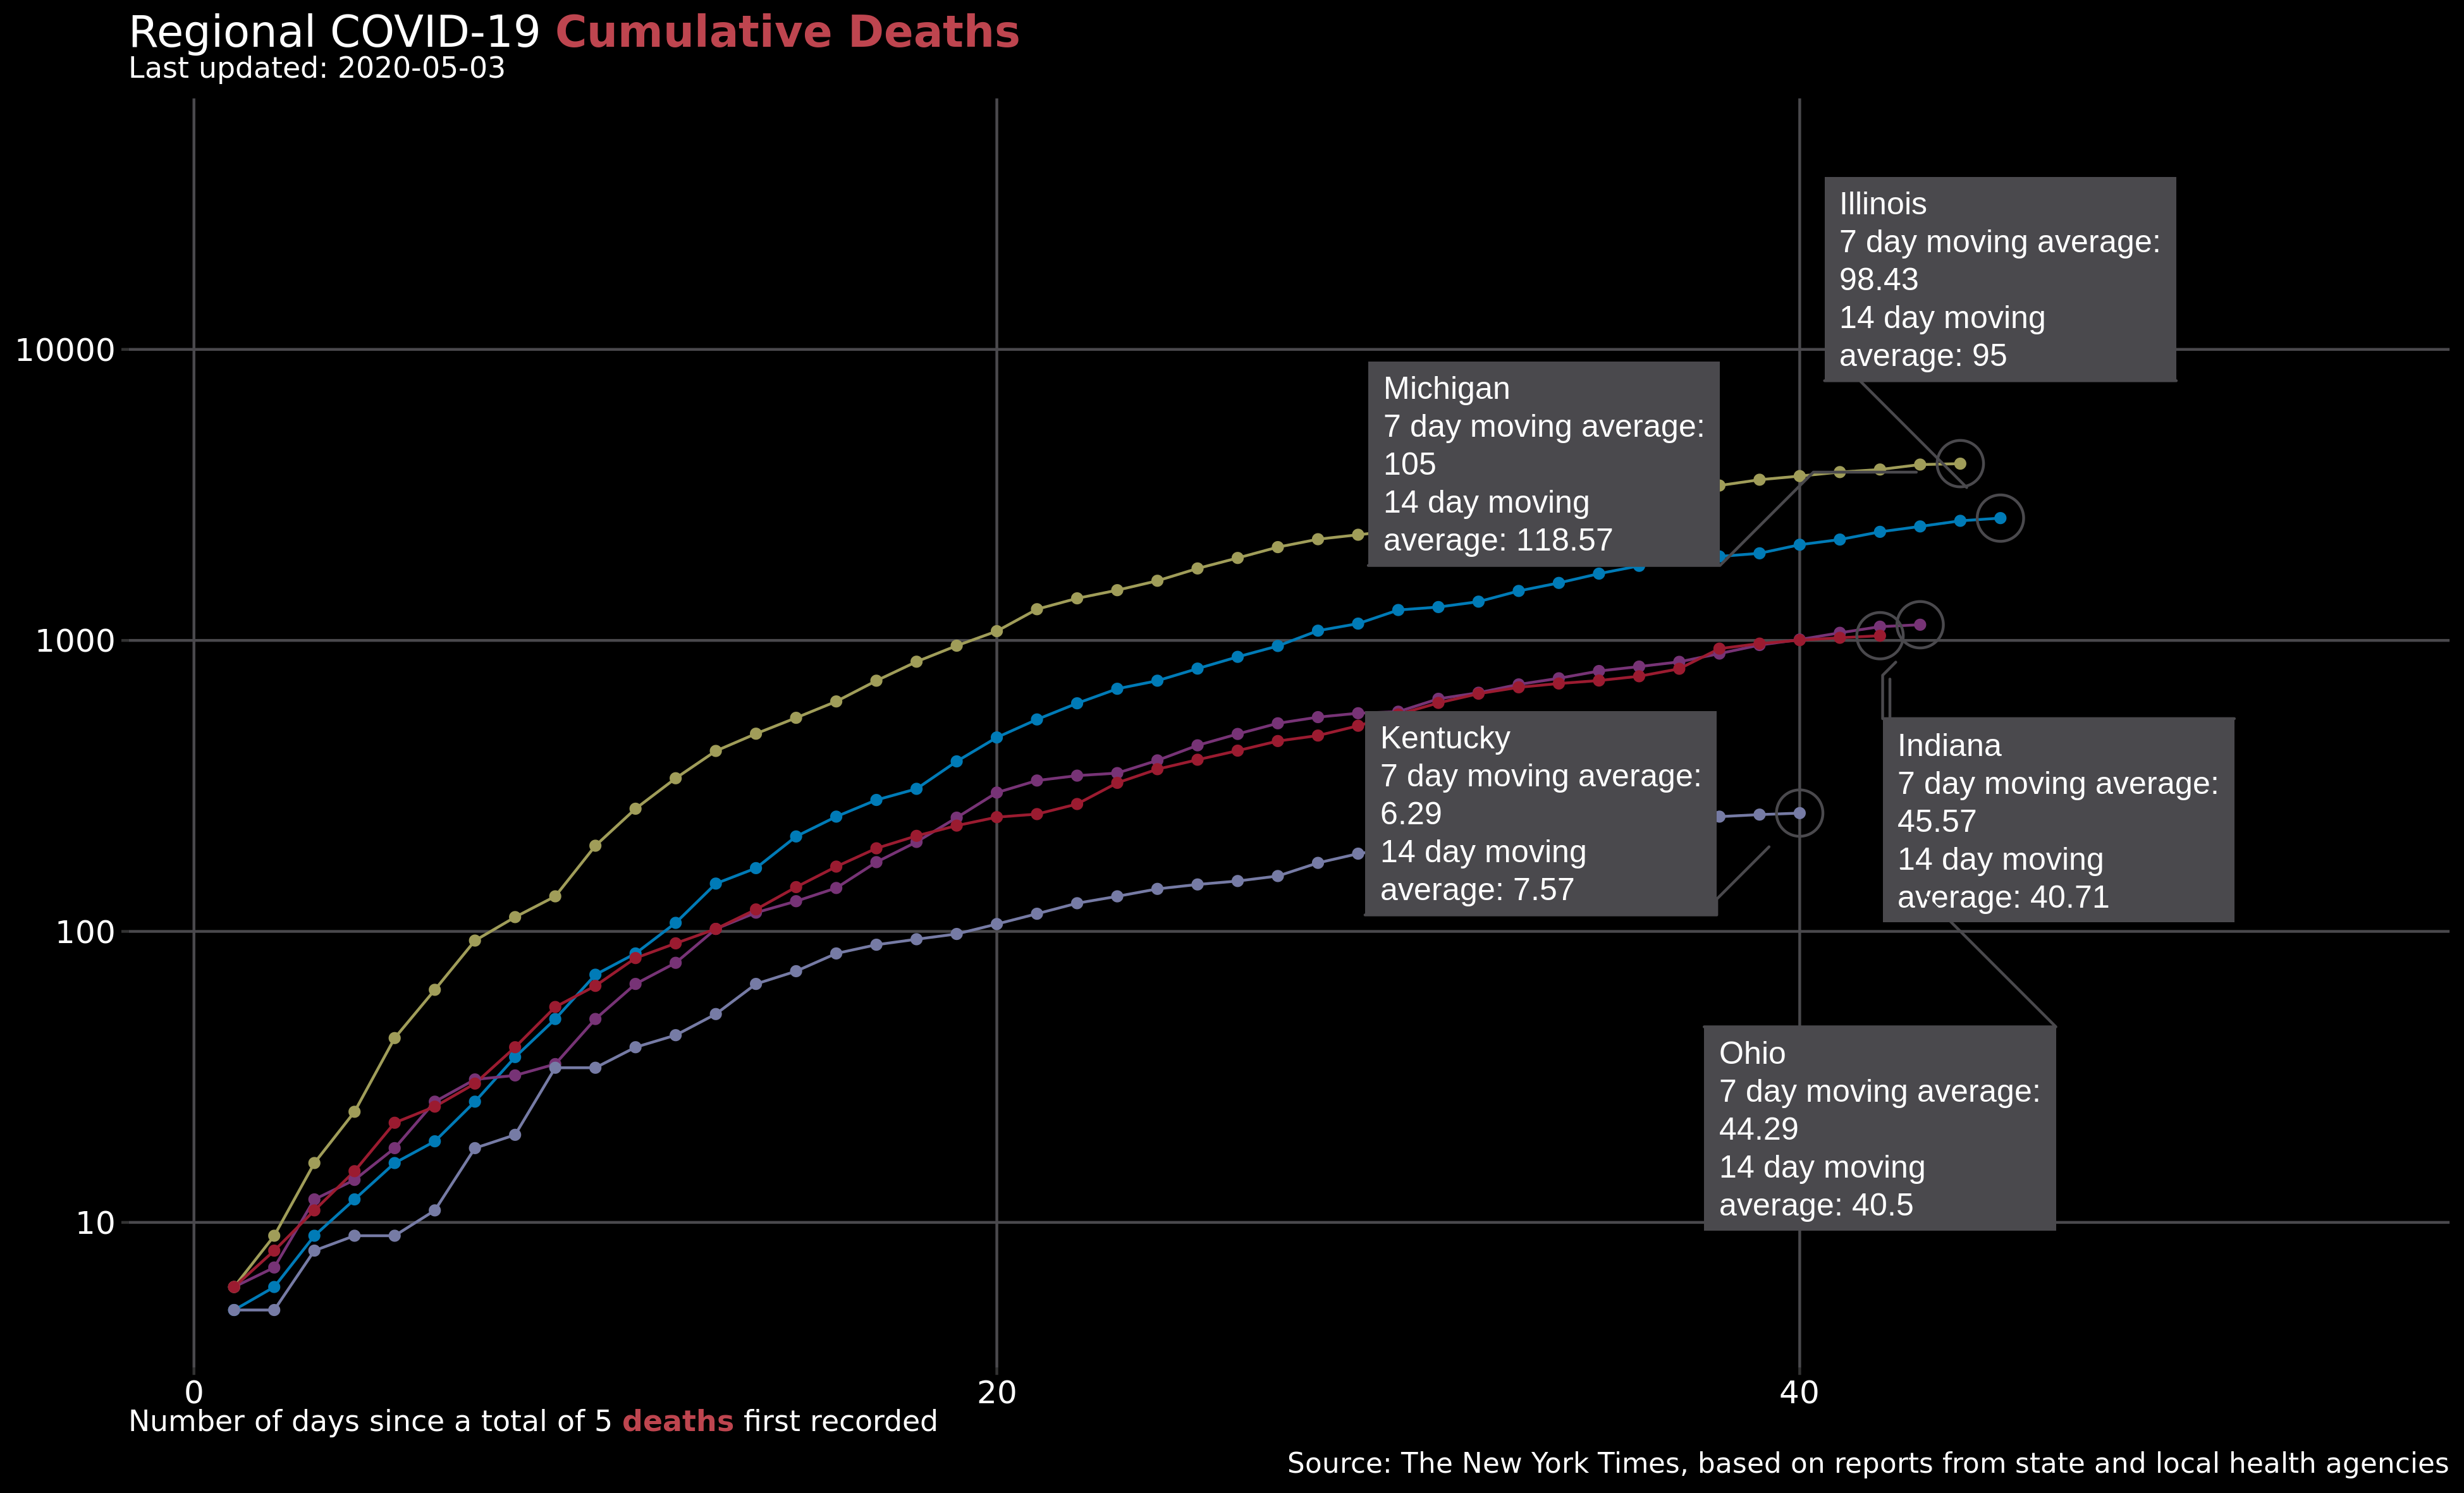 Regional COVID-19 Cumulative Deaths
Last updated: 2020-05-03
Illinois
7 day moving average:
98.43
14 day moving
average: 95
Michigan
7 day moving average:
105
14 day moving
average: 118.57
Kentucky
7 day moving average:
6.29
14 day moving
average: 7.57
Indiana
7 day moving average:
45.57
14 day moving
average: 40.71
Ohio
7 day moving average:
44.29
14 day moving
average: 40.5
10000
1000
100
10
0
20
40
Number of days since a total of 5 deaths first recorded
Source: The New York Times, based on reports from state and local health agencies